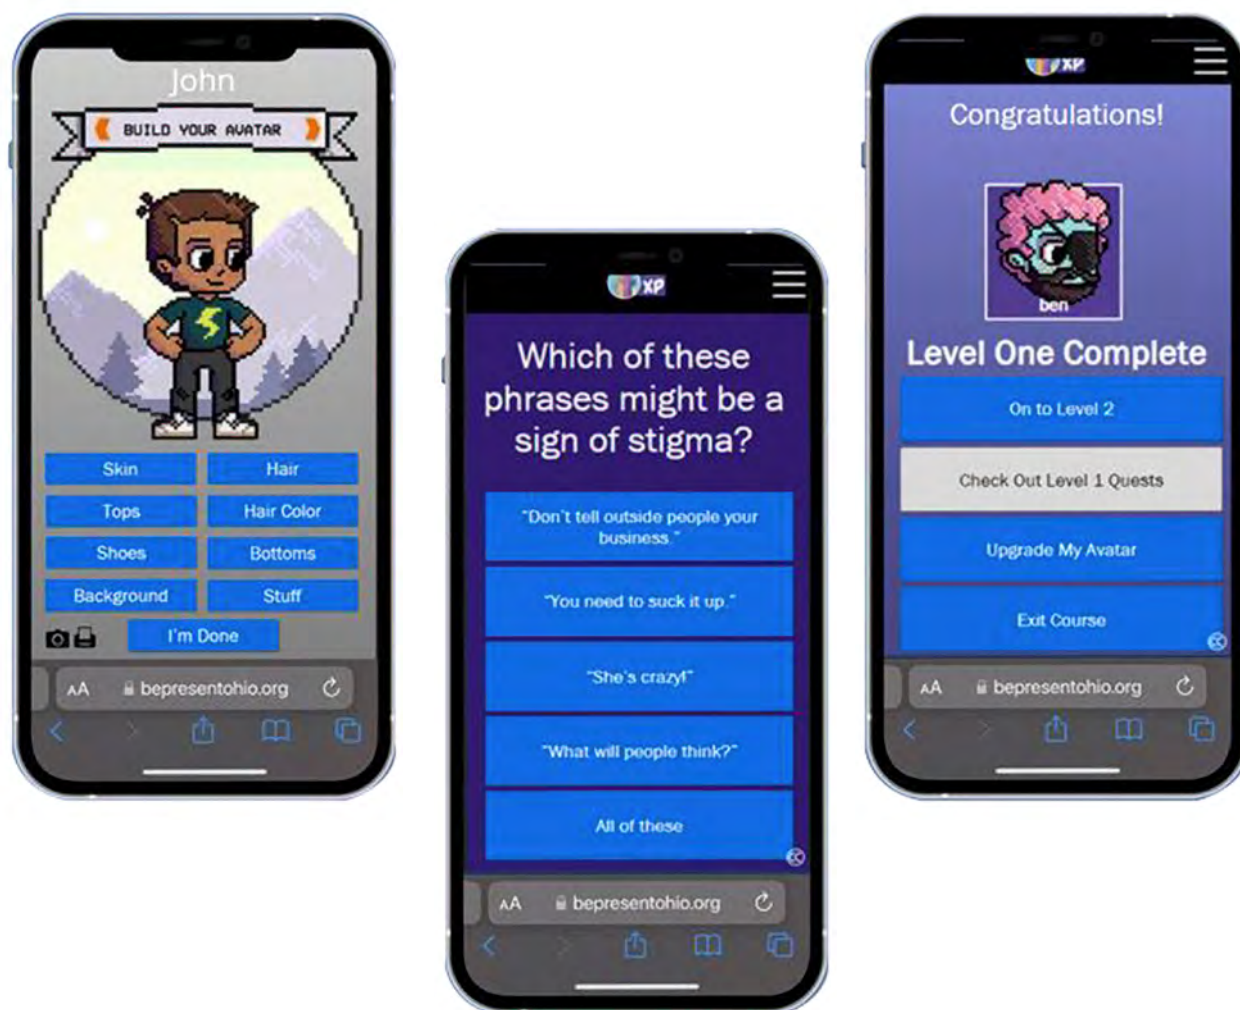 John
BUILD YOUR AVATAR
Skin
Hair
Tops
Hair Color
Shoes
Bottoms
Background
Stuff
I'm Done
AA
bepresentohio.org
XP
Which of these
phrases might be a
sign of stigma?
"Don't tell outside people your
business."
"You need to suck it up."
"She's crazy!"
"What will people think?"
All of these
CC
AA
bepresentohio.org
XP
Congratulations!
ben
Level One Complete
On to Level 2
Check Out Level 1 Quests
Upgrade My Avatar
Exit Course
CC
AA
bepresentohio.org